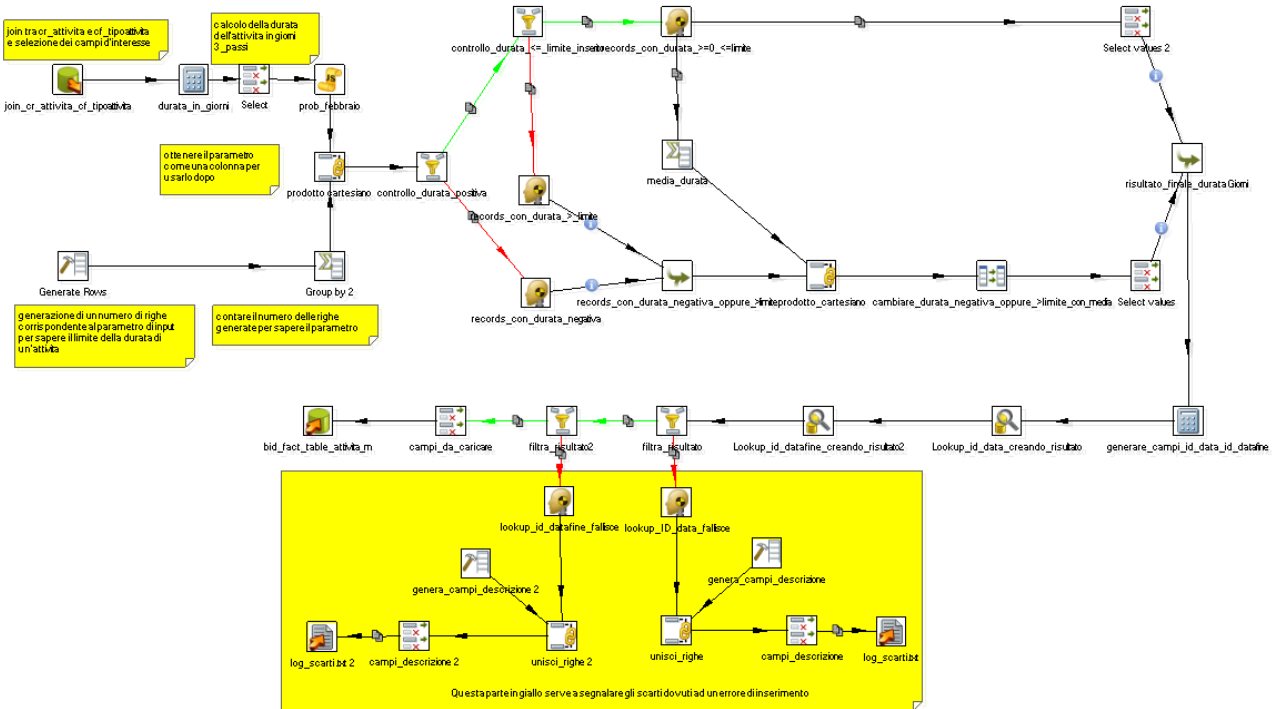 join tra cr_attivita e cf_tipoattivita
e selezione dei campi d'interesse
calcolo della durata
dell'attivita in giorni
3_passi
join_cr_attivita_cf_tipoattivita
durata_in_giorni
Select
prob_febbraio
controllo_durata_<=_limite_inserito
records_con_durata_>=0_<=limite
Select values 2
ottenere il parametro
come una colonna per
usarlo dopo
prodotto cartesiano
controllo_durata_positiva
media_durata
risultato_finale_durata Giorni
records_con_durata_>_limite
Generate Rows
Group by 2
records_con_durata_negativa
records_con_durata_negativa_oppure_>limite
prodotto_cartesiano
cambiare_durata_negativa_oppure_>limite_con_media
Select values
generazione di un numero di righe
corrispondente al parametro di input
per sapere il limite della durata di
un'attivita
contare il numero delle righe
generate per sapere il parametro
bid_fact_table_attivita_m
campi_da_caricare
filtra_risultato2
filtra_risultato
Lookup_id_datafine_creando_risultato2
Lookup_id_data_creando_risultato
generare_campi_id_data_id_datafine
lookup_id_datafine_fallisce
lookup_ID_data_fallisce
genera_campi_descrizione 2
genera_campi_descrizione
log_scarti.txt 2
campi_descrizione 2
unisci_righe 2
unisci_righe
campi_descrizione
log_scarti.txt
Questa parte in giallo serve a segnalare gli scarti dovuti ad un errore di inserimento